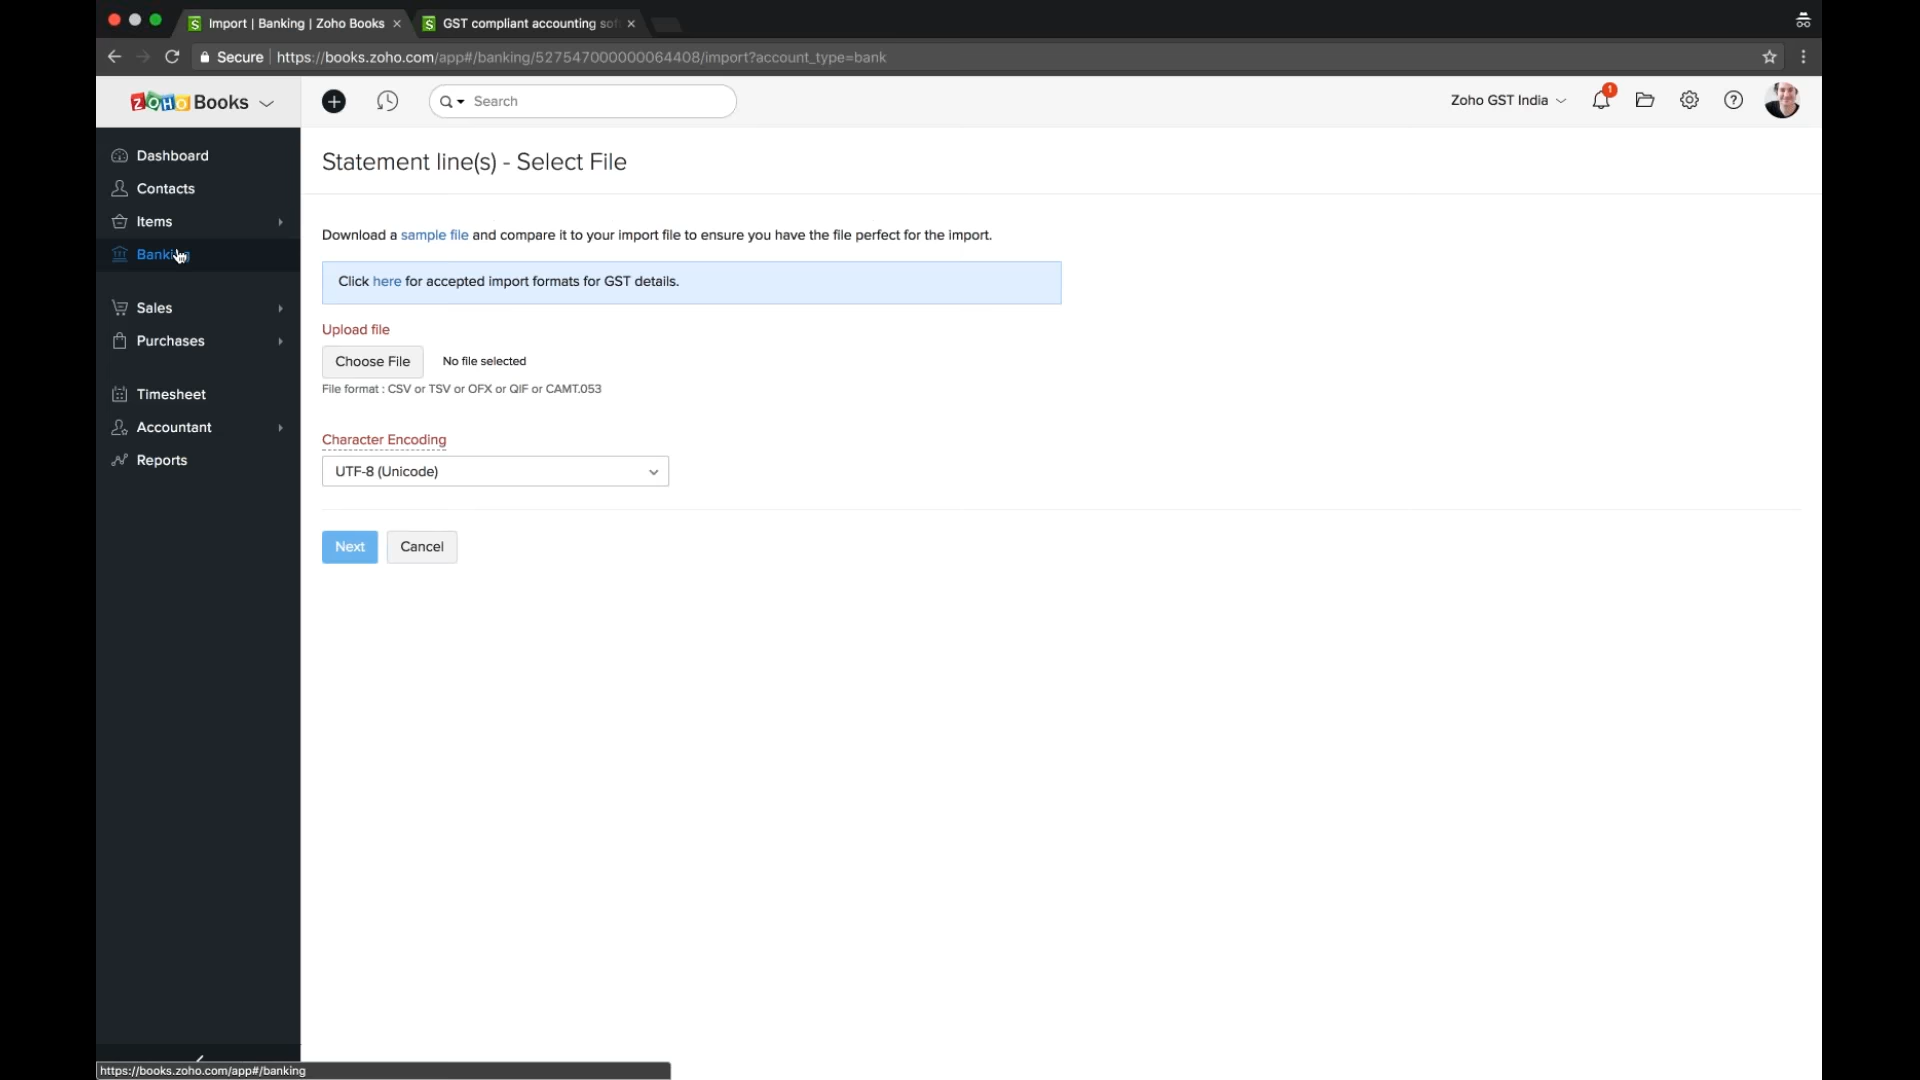 Import | Banking | Zoho Books
GST compliant accounting sof
Secure
https://books.zoho.com/app#/banking/527547000000064408/import?account_type=bank
ZOHO Books
Search
Zoho GST India
1
Dashboard
Contacts
Items
Banking
Sales
Purchases
Timesheet
Accountant
Reports
Statement line(s) - Select File
Download a sample file and compare it to your import file to ensure you have the file perfect for the import.
Click here for accepted import formats for GST details.
Upload file
Choose File No file selected
File format : CSV or TSV or OFX or QIF or CAMT.053
Character Encoding
UTF-8 (Unicode)
Next Cancel
https://books.zoho.com/app#/banking